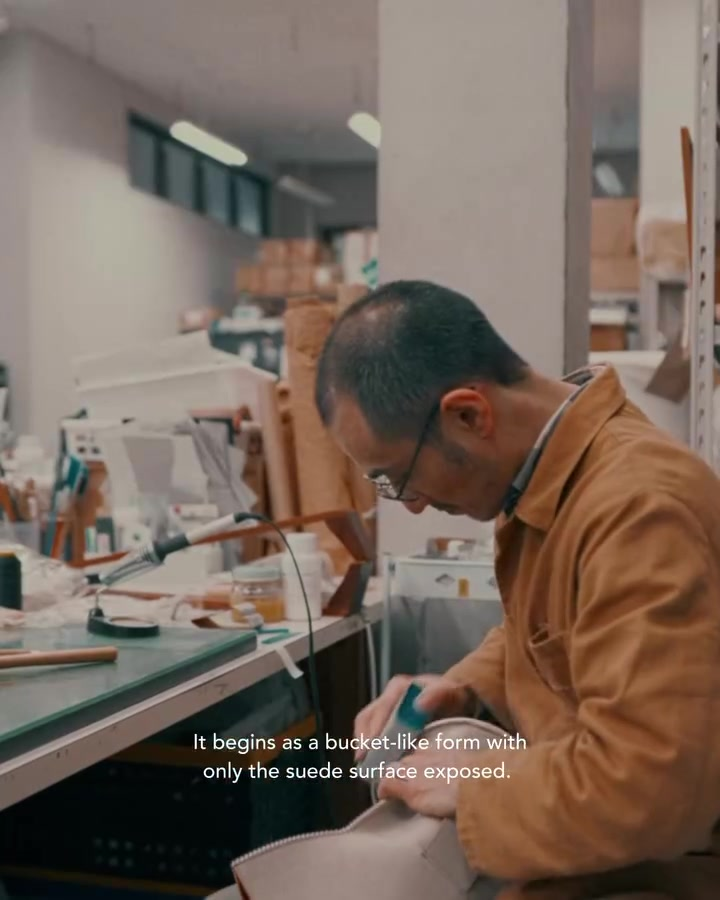 It begins as a bucket-like form with
only the suede surface exposed.